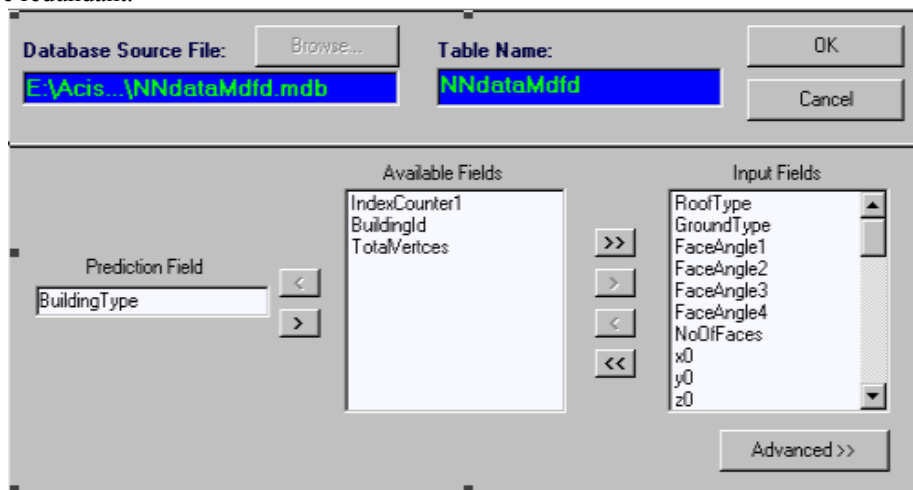 e redundant.
Database Source File:
Browse...
Table Name:
OK
E:\Acis...\NNdataMdfd.mdb
NNdataMdfd
Cancel
Available Fields
Input Fields
IndexCounter1
BuildingId
TotalVertces
>>
>
<
<<
RoofType
GroundType
FaceAngle1
FaceAngle2
FaceAngle3
FaceAngle4
NoOfFaces
x0
y0
z0
Prediction Field
BuildingType
<
>
Advanced >>